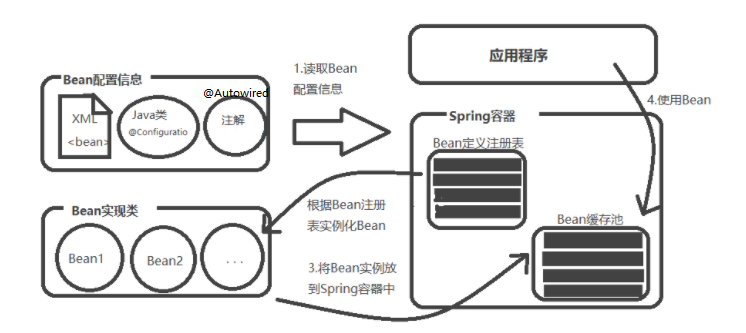 Bean配置信息
XML
<bean>
Java类
@Configuratio
@Autowired
注解
1.读取Bean
配置信息
应用程序
4.使用Bean
Spring容器
Bean定义注册表
Bean缓存池
根据Bean注册
表实例化Bean
Bean实现类
Bean1
Bean2
...
3.将Bean实例放
到Spring容器中